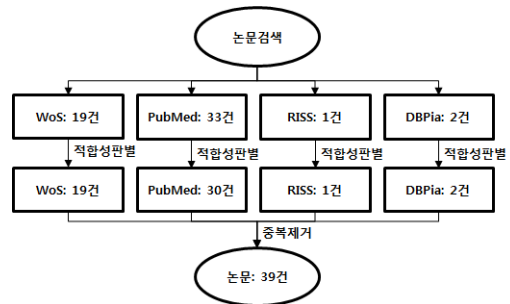 논문검색
WoS: 19건
PubMed: 33건
RISS: 1건
DBPia: 2건
적합성판별
적합성판별
적합성판별
적합성판별
WoS: 19건
PubMed: 30건
RISS: 1건
DBPia: 2건
중복제거
논문: 39건